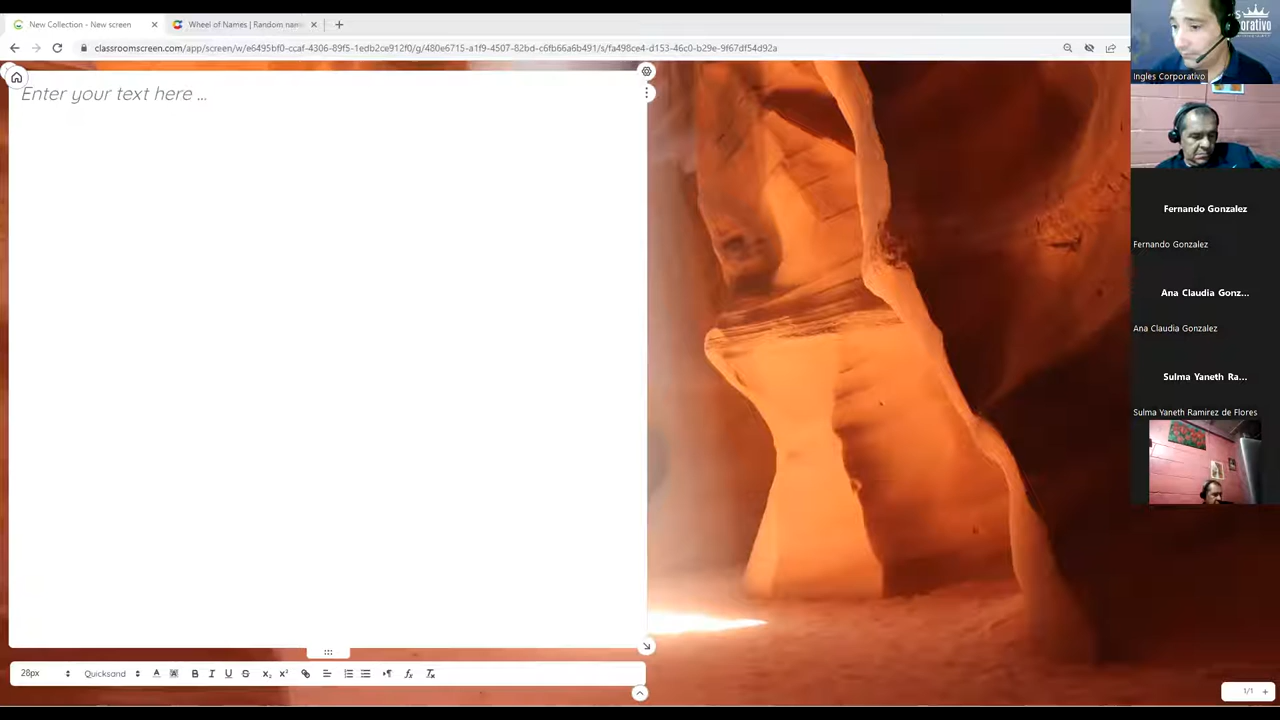 New Collection - New screen
Wheel of Names | Random nam
classroomscreen.com/app/screen/w/e6495bf0-ccaf-4306-89f5-1edb2ce912f0/g/480e6715-a1f9-4507-82bd-c6fb66a6b491/s/fa498ce4-d153-46c0-b29e-9f67df54d92a
Enter your text here ...
Ingles Corporativo
Fernando Gonzalez
Fernando Gonzalez
Ana Claudia Gonz...
Ana Claudia Gonzalez
Sulma Yaneth Ra...
Sulma Yaneth Ramirez de Flores
28px
Quicksand
1/1